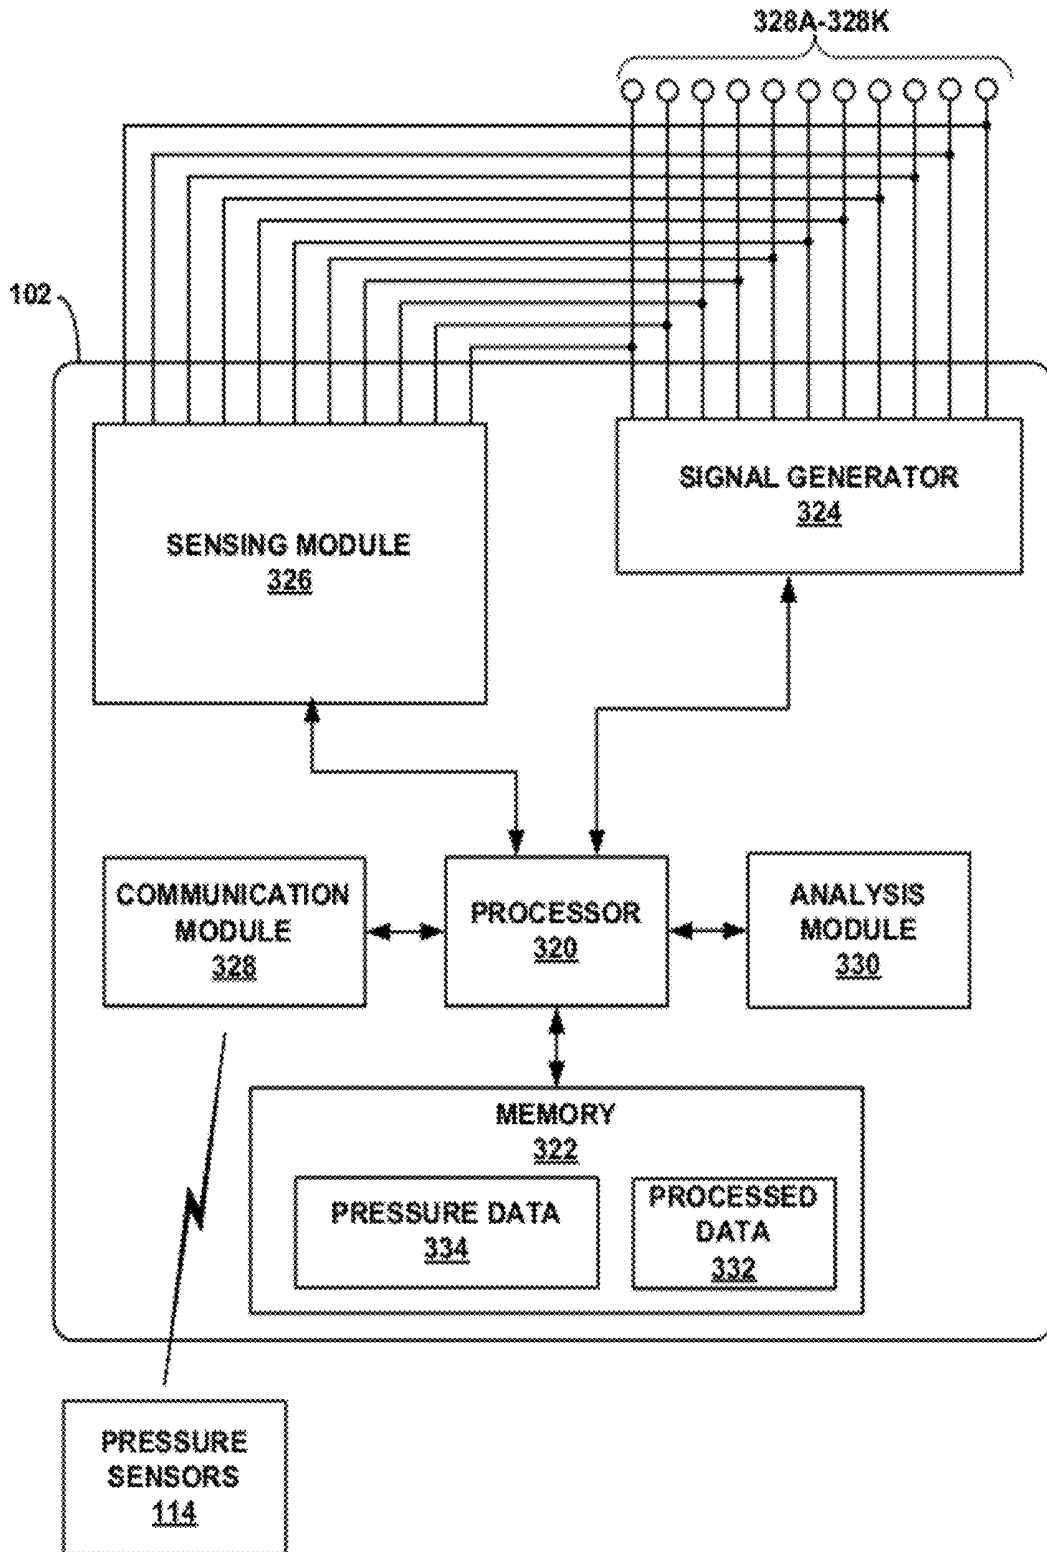 328A-328K
102
SIGNAL GENERATOR
324
SENSING MODULE
326
COMMUNICATION
MODULE
328
PROCESSOR
320
ANALYSIS
MODULE
330
MEMORY
322
PRESSURE DATA
334
PROCESSED
DATA
332
PRESSURE
SENSORS
114